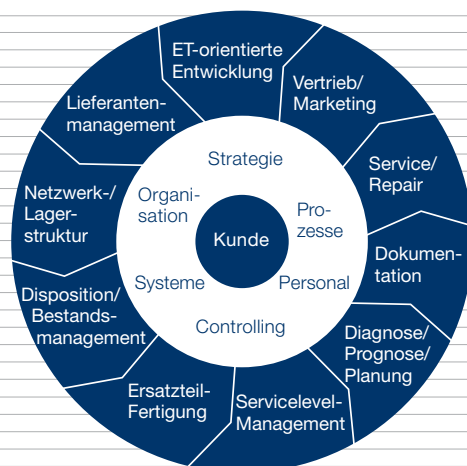 ET-orientierte
Entwicklung
Vertrieb/
Marketing
Service/
Repair
Dokumen-
tation
Diagnose/
Prognose/
Planung
Servicelevel-
Management
Ersatzteil-
Fertigung
Disposition/
Bestands-
management
Netzwerk-/
Lager-
struktur
Lieferanten-
management
Strategie
Pro-
zesse
Personal
Controlling
Systeme
Organi-
sation
Kunde